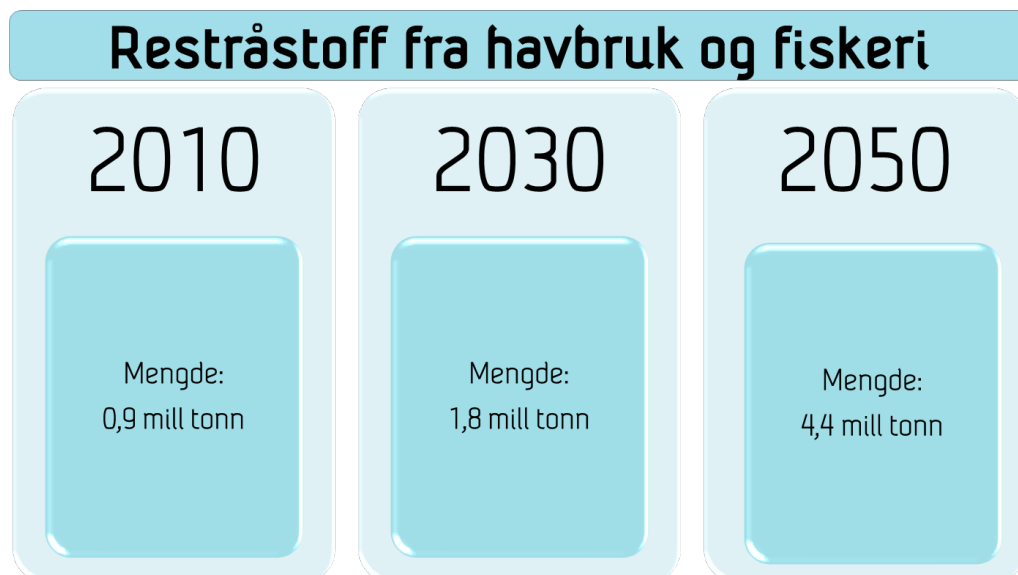 Restråstoff fra havbruk og fiskeri
2010
Mengde:
0,9 mill tonn
2030
Mengde:
1,8 mill tonn
2050
Mengde:
4,4 mill tonn